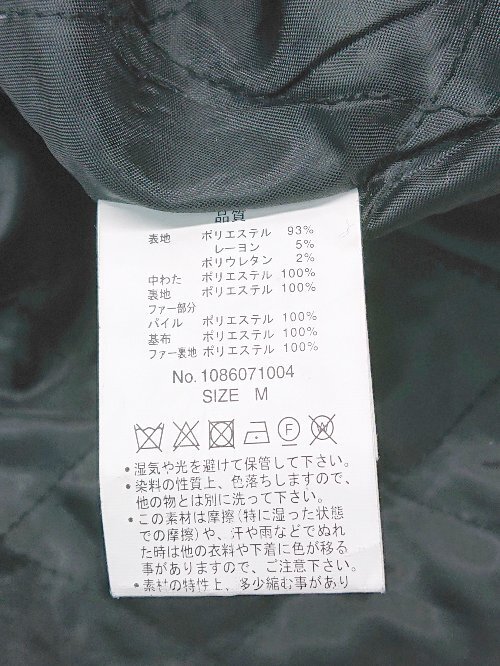 品質
表地 ポリエステル 93%
レーヨン 5%
ポリウレタン 2%
中わた ポリエステル 100%
裏地 ポリエステル 100%
ファー部分
パイル ポリエステル 100%
基布 ポリエステル 100%
ファー裏地 ポリエステル 100%
No. 1086071004
SIZE M
F W
・湿気や光を避けて保管して下さい。
・染料の性質上、色落ちしますので、
他の物とは別に洗って下さい。
・この素材は摩擦(特に湿った状態
での摩擦)や、汗や雨などでぬれ
た時は他の衣料や下着に色が移る
事がありますので、ご注意下さい。
・素材の特性上、多少縮む事があり